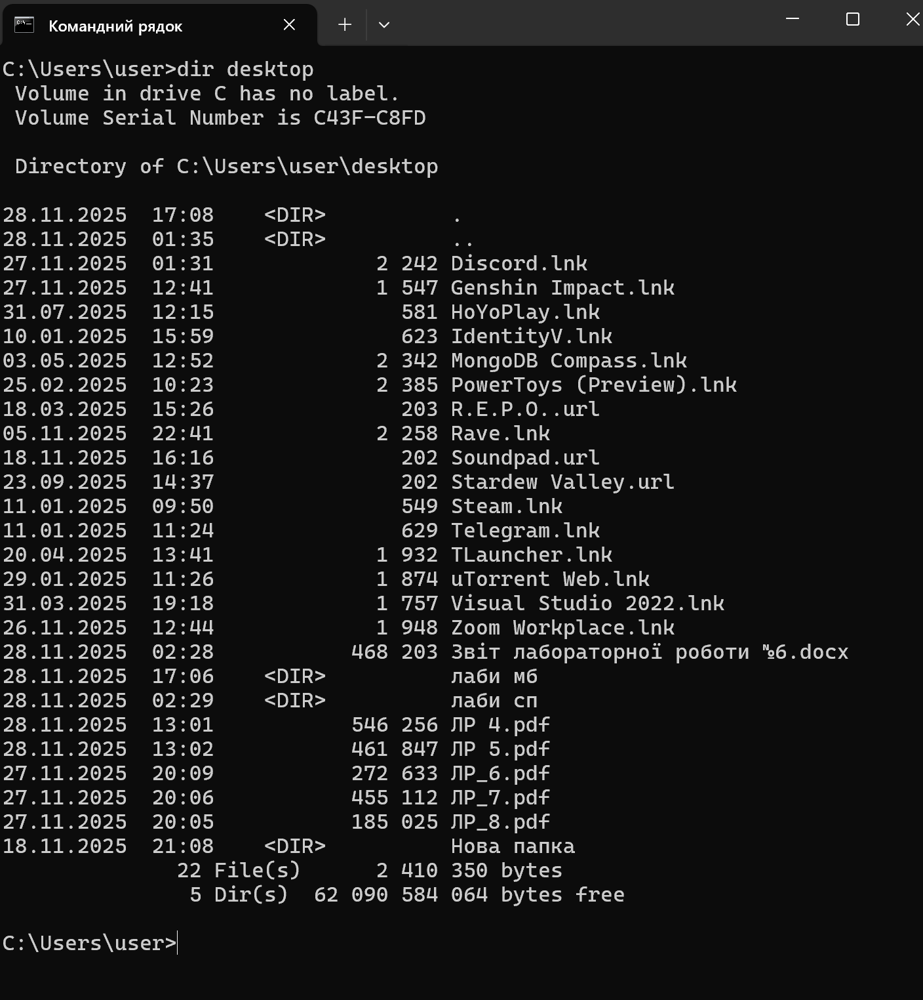 Командний рядок
C:\Users\user>dir desktop
 Volume in drive C has no label.
 Volume Serial Number is C43F-C8FD

 Directory of C:\Users\user\desktop

28.11.2025  17:08    <DIR>          .
28.11.2025  01:35    <DIR>          ..
27.11.2025  01:31             2 242 Discord.lnk
27.11.2025  12:41             1 547 Genshin Impact.lnk
31.07.2025  12:15               581 HoYoPlay.lnk
10.01.2025  15:59               623 IdentityV.lnk
03.05.2025  12:52             2 342 MongoDB Compass.lnk
25.02.2025  10:23             2 385 PowerToys (Preview).lnk
18.03.2025  15:26               203 R.E.P.O..url
05.11.2025  22:41             2 258 Rave.lnk
18.11.2025  16:16               202 Soundpad.url
23.09.2025  14:37               202 Stardew Valley.url
11.01.2025  09:50               549 Steam.lnk
11.01.2025  11:24               629 Telegram.lnk
20.04.2025  13:41             1 932 TLauncher.lnk
29.01.2025  11:26             1 874 uTorrent Web.lnk
31.03.2025  19:18             1 757 Visual Studio 2022.lnk
26.11.2025  12:44             1 948 Zoom Workplace.lnk
28.11.2025  02:28           468 203 Звіт лабораторної роботи №6.docx
28.11.2025  17:06    <DIR>          лаби мб
28.11.2025  02:29    <DIR>          лаби сп
28.11.2025  13:01           546 256 ЛР 4.pdf
28.11.2025  13:02           461 847 ЛР 5.pdf
27.11.2025  20:09           272 633 ЛР_6.pdf
27.11.2025  20:06           455 112 ЛР_7.pdf
27.11.2025  20:05           185 025 ЛР_8.pdf
18.11.2025  21:08    <DIR>          Нова папка
              22 File(s)      2 410 350 bytes
               5 Dir(s)  62 090 584 064 bytes free

C:\Users\user>